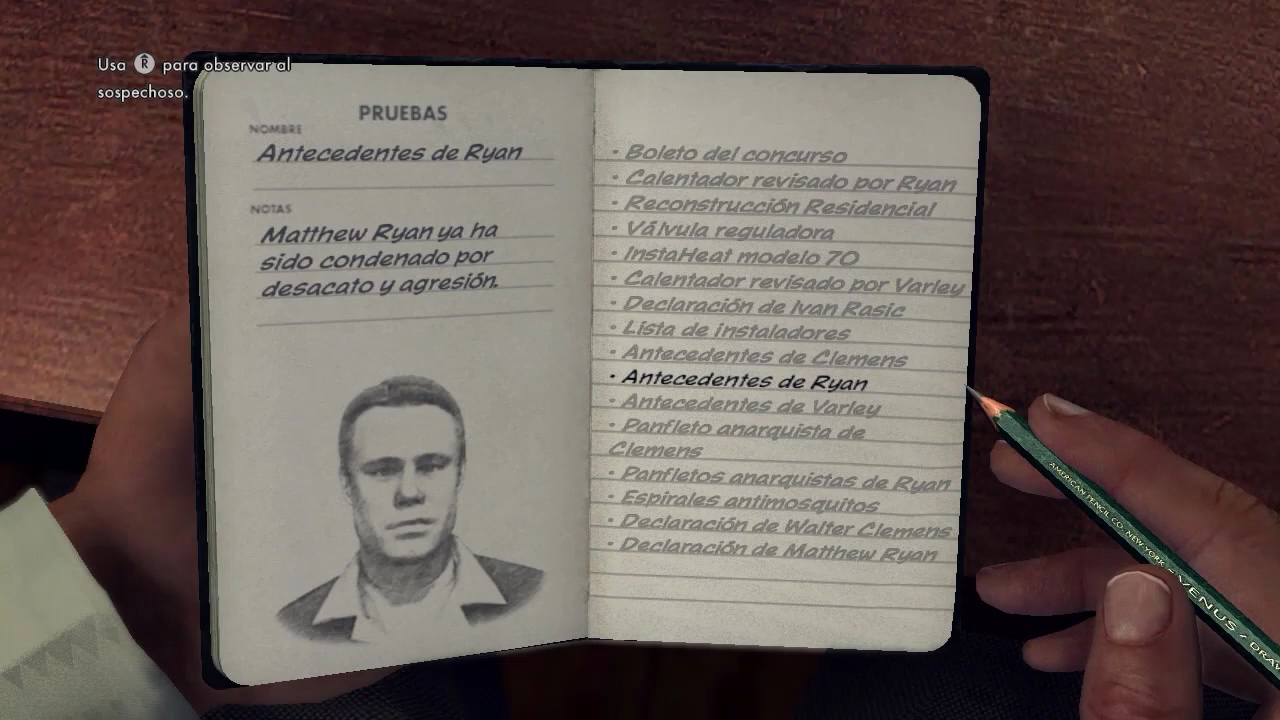 Usa R para observar al
sospechoso.
PRUEBAS
NOMBRE
Antecedentes de Ryan
NOTAS
Matthew Ryan ya ha
sido condenado por
desacato y agresión.
• Boleto del concurso
• Calentador revisado por Ryan
• Reconstrucción Residencial
• Válvula reguladora
• InstaHeat modelo 70
• Calentador revisado por Varley
• Declaración de Ivan Rasic
• Lista de instaladores
• Antecedentes de Clemens
• Antecedentes de Ryan
• Antecedentes de Varley
• Panfleto anarquista de
Clemens
• Panfletos anarquistas de Ryan
• Espirales antimosquitos
• Declaración de Walter Clemens
• Declaración de Matthew Ryan
AMERICAN PENCIL CO. NEW YORK VENUS / DRAW